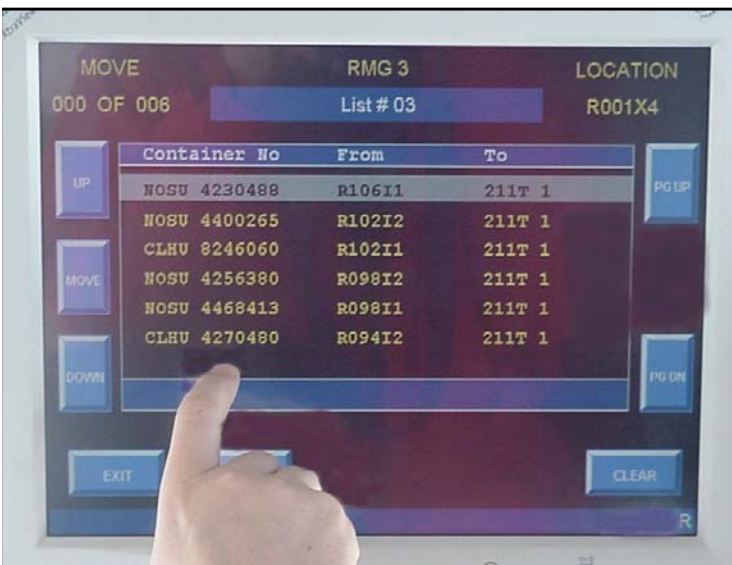 MOVE RMG 3 LOCATION
000 OF 006 List # 03 R001X4
Container No From To
UP
PG UP
NOSU 4230488 R106I1 211T 1
NOSU 4400265 R102I2 211T 1
CLHU 8246060 R102I1 211T 1
MOVE
NOSU 4256380 R098I2 211T 1
NOSU 4468413 R098I1 211T 1
CLHU 4270480 R094I2 211T 1
DOWN
PG DN
EXIT CLEAR
R